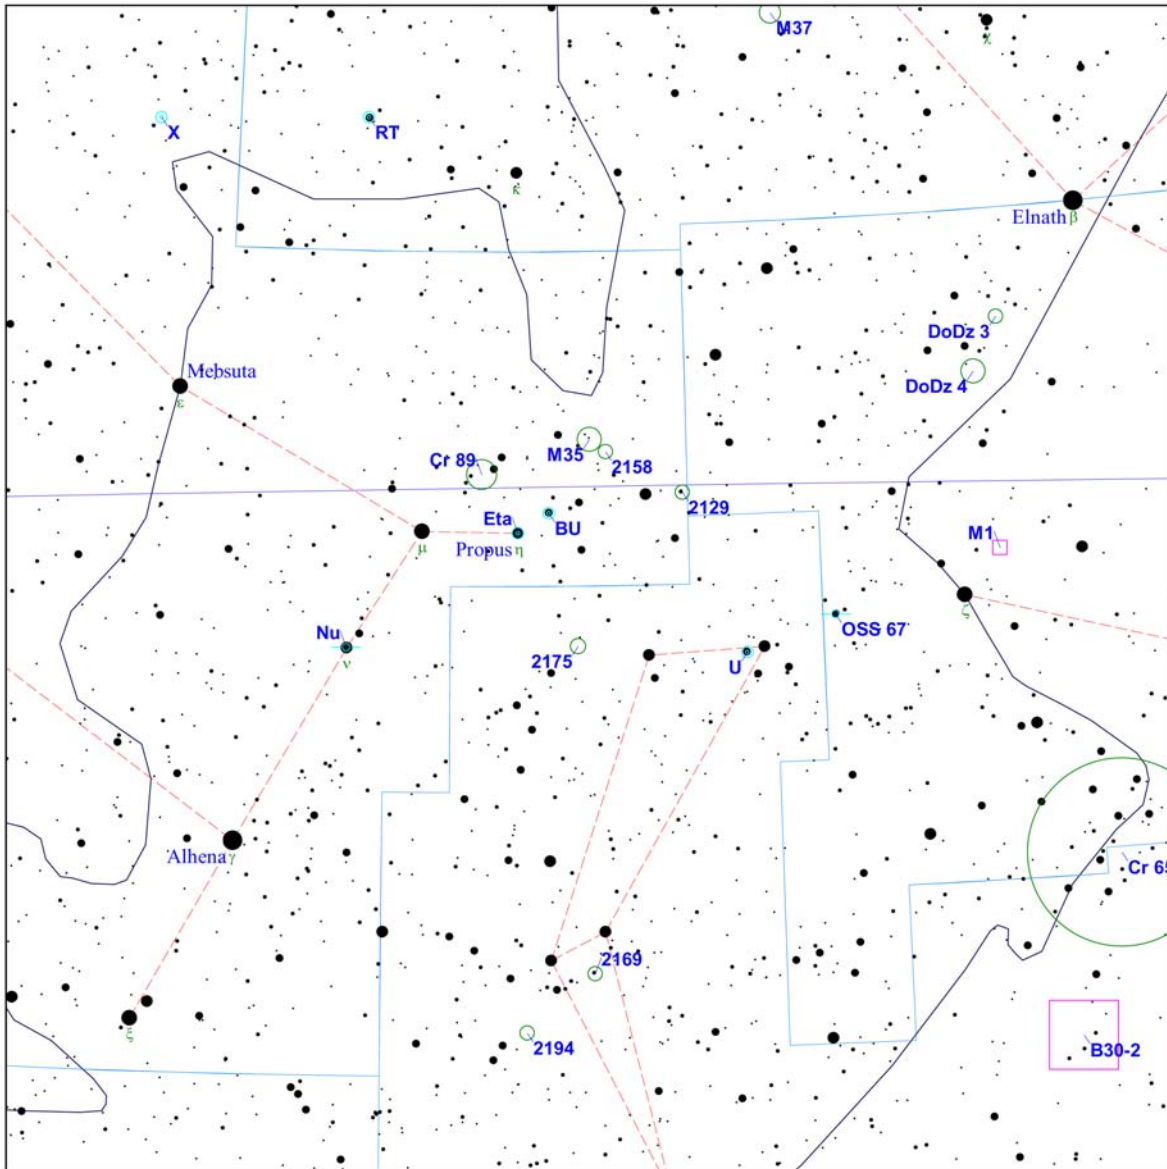 M37
χ
X
RT
κ
Elnath β
DoDz 3
Mebsuta
ε
DoDz 4
M35
Cr 89
2158
2129
Eta
BU
M1
μ
Propus η
ζ
Nu
OSS 67
ν
2175
U
Alhena γ
Cr 65
2169
ξ
2194
B30-2